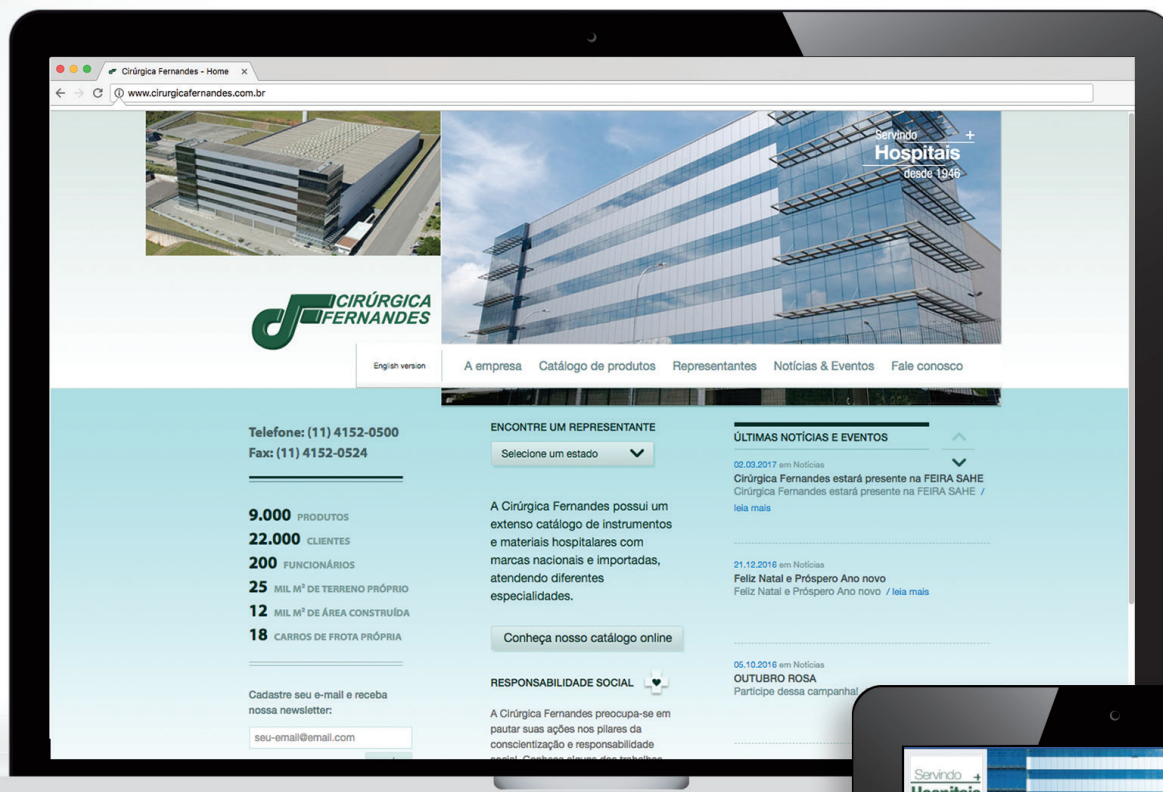 Cirúrgica Fernandes - Home
www.cirurgicafernandes.com.br
Servindo +
Hospitais
desde 1946
CIRÚRGICA
FERNANDES
English version
A empresa Catálogo de produtos Representantes Notícias & Eventos Fale conosco
Telefone: (11) 4152-0500
Fax: (11) 4152-0524
9.000 PRODUTOS
22.000 CLIENTES
200 FUNCIONÁRIOS
25 MIL M² DE TERRENO PRÓPRIO
12 MIL M² DE ÁREA CONSTRUÍDA
18 CARROS DE FROTA PRÓPRIA
Cadastre seu e-mail e receba
nossa newsletter:
seu-email@email.com
ENCONTRE UM REPRESENTANTE
Selecione um estado
A Cirúrgica Fernandes possui um
extenso catálogo de instrumentos
e materiais hospitalares com
marcas nacionais e importadas,
atendendo diferentes
especialidades.
Conheça nosso catálogo online
RESPONSABILIDADE SOCIAL
A Cirúrgica Fernandes preocupa-se em
pautar suas ações nos pilares da
conscientização e responsabilidade
social. Conheça alguns dos trabalhos
ÚLTIMAS NOTÍCIAS E EVENTOS
02.03.2017 em Notícias
Cirúrgica Fernandes estará presente na FEIRA SAHE
Cirúrgica Fernandes estará presente na FEIRA SAHE /
leia mais
21.12.2016 em Notícias
Feliz Natal e Próspero Ano novo
Feliz Natal e Próspero Ano novo / leia mais
05.10.2016 em Notícias
OUTUBRO ROSA
Participe dessa campanha!
Servindo +
Hospitais